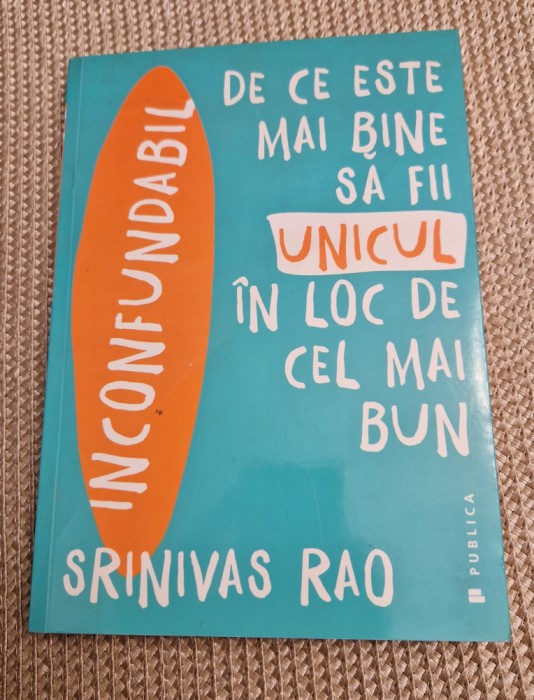 INCONFUNDABIL
DE CE ESTE
MAI BINE
SĂ FII
UNICUL
ÎN LOC DE
CEL MAI
BUN
SRINIVAS RAO
PUBLICA